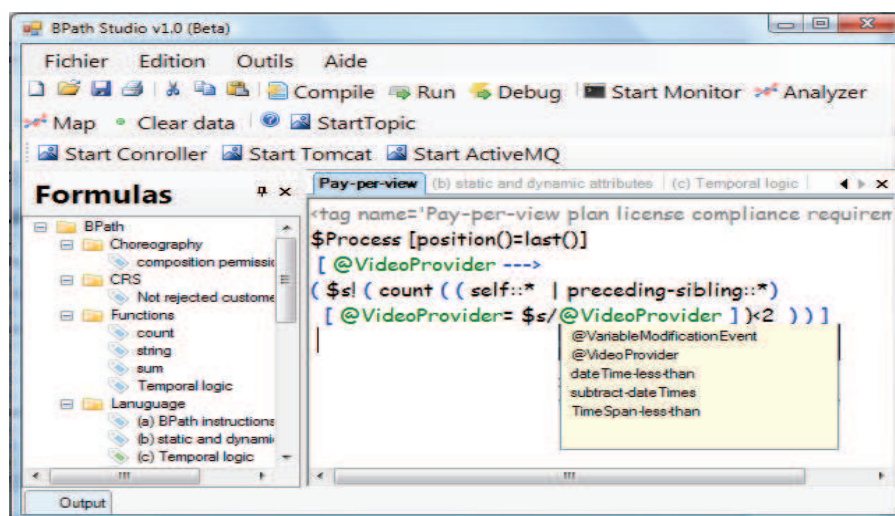 BPath Studio v1.0 (Beta)
Fichier Edition Outils Aide
Compile Run Debug Start Monitor Analyzer
Map Clear data StartTopic
Start Conroller Start Tomcat Start ActiveMQ
Formulas
BPath
Choreography
composition permissic
CRS
Not rejected custome
Functions
count
string
sum
Temporal logic
Lanuguage
(a) BPath instructions
(b) static and dynami
(c) Temporal logic
Pay-per-view (b) static and dynamic attributes (c) Temporal logic
<tag name='Pay-per-view plan license compliance requirem
$Process [position()=last()]
[ @VideoProvider --->
( $s! ( count ( ( self::* | preceding-sibling::*)
[ @VideoProvider= $s/@VideoProvider ] )<2 ) ) ]
@VariableModificationEvent
@VideoProvider
dateTime-less-than
subtract-dateTimes
TimeSpan-less-than
Output